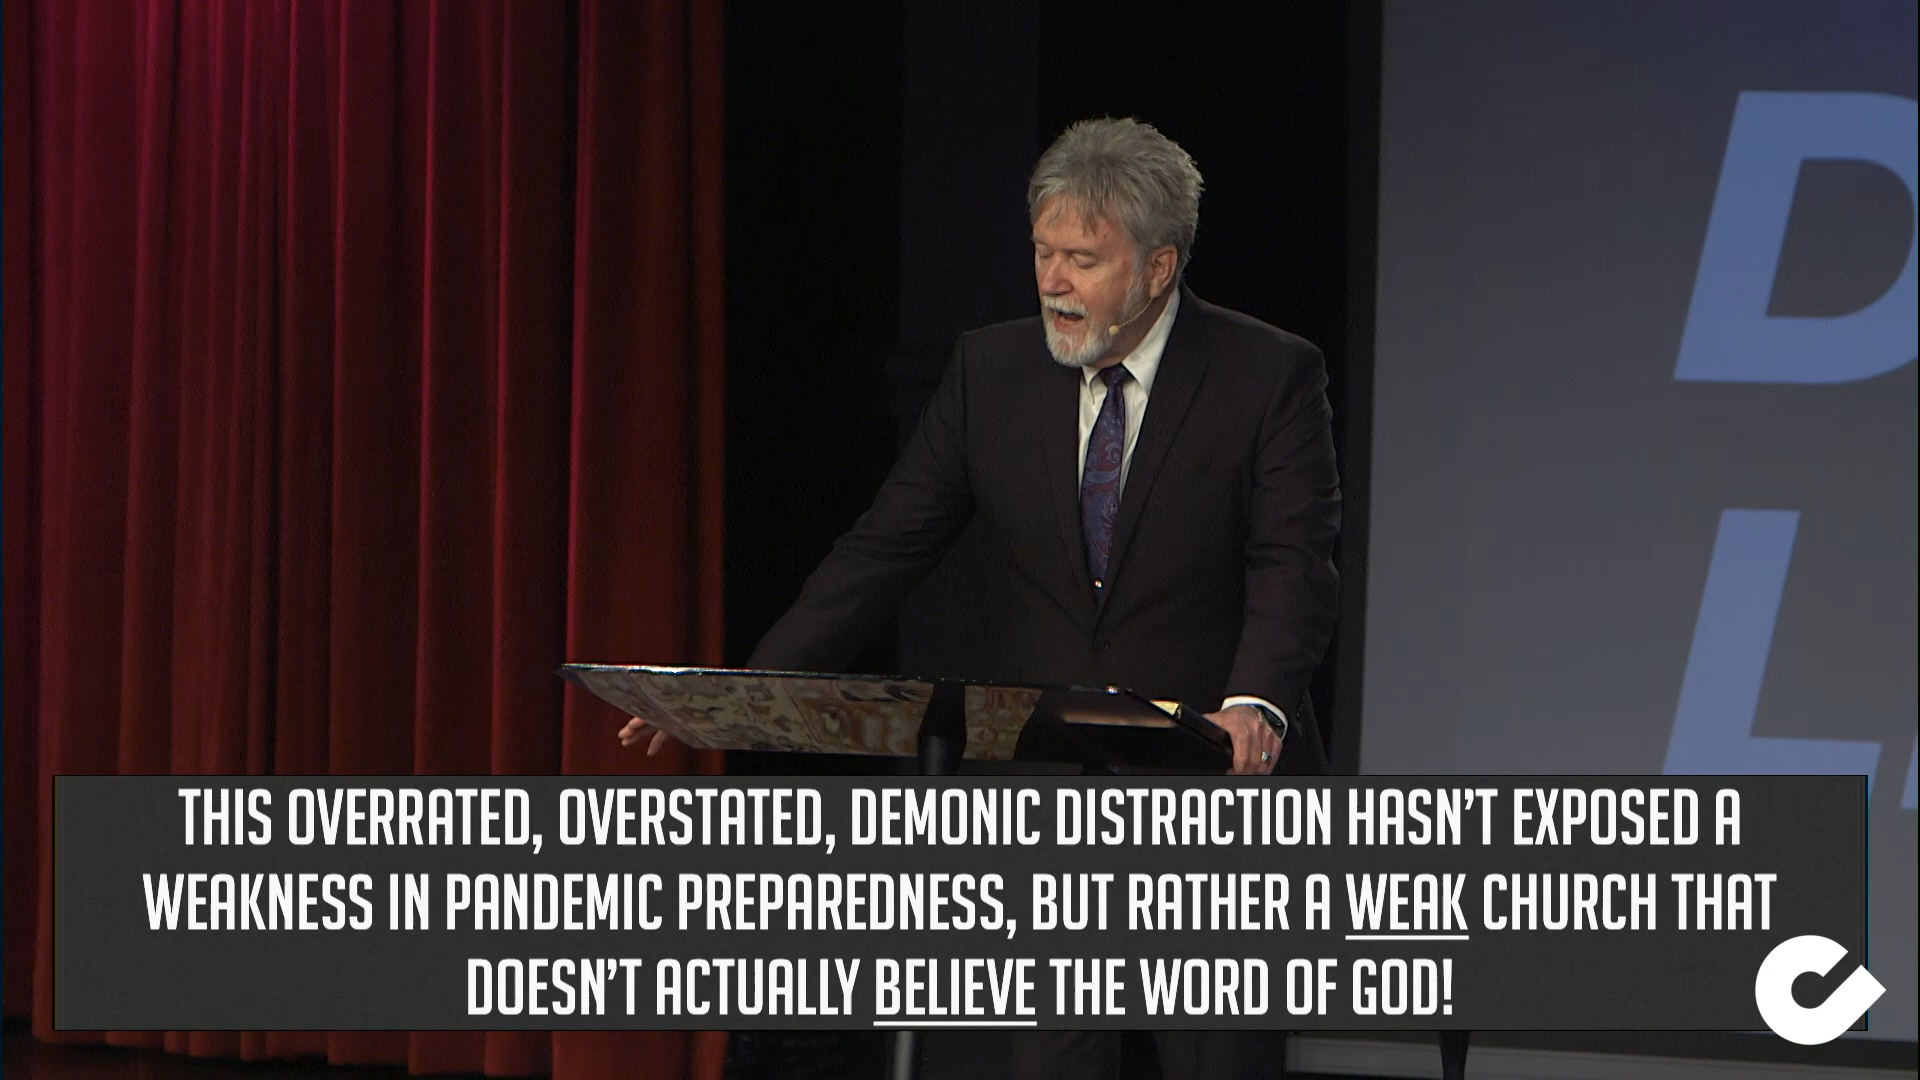 D
L
THIS OVERRATED, OVERSTATED, DEMONIC DISTRACTION HASN'T EXPOSED A
WEAKNESS IN PANDEMIC PREPAREDNESS, BUT RATHER A WEAK CHURCH THAT
DOESN'T ACTUALLY BELIEVE THE WORD OF GOD!